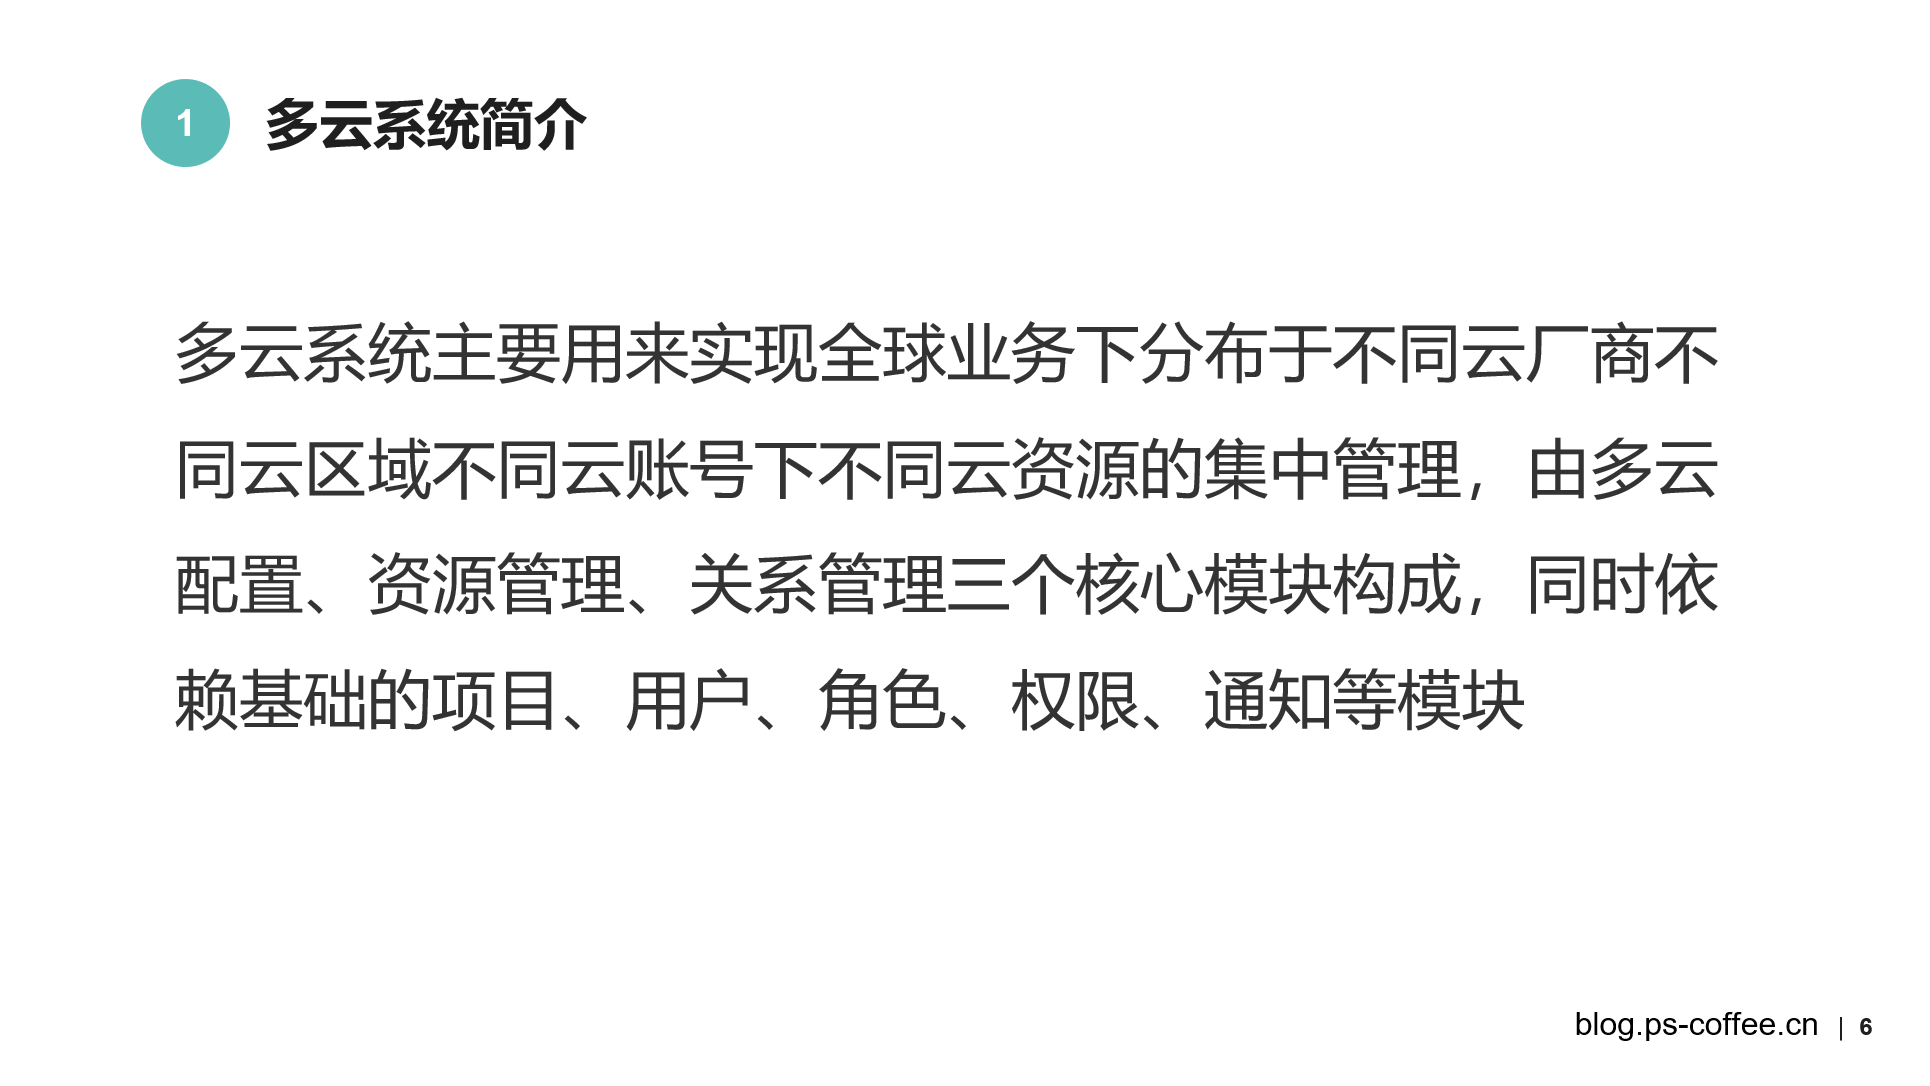 1 多云系统简介
多云系统主要用来实现全球业务下分布于不同云厂商不
同云区域不同云账号下不同云资源的集中管理，由多云
配置、资源管理、关系管理三个核心模块构成，同时依
赖基础的项目、用户、角色、权限、通知等模块
blog.ps-coffee.cn | 6